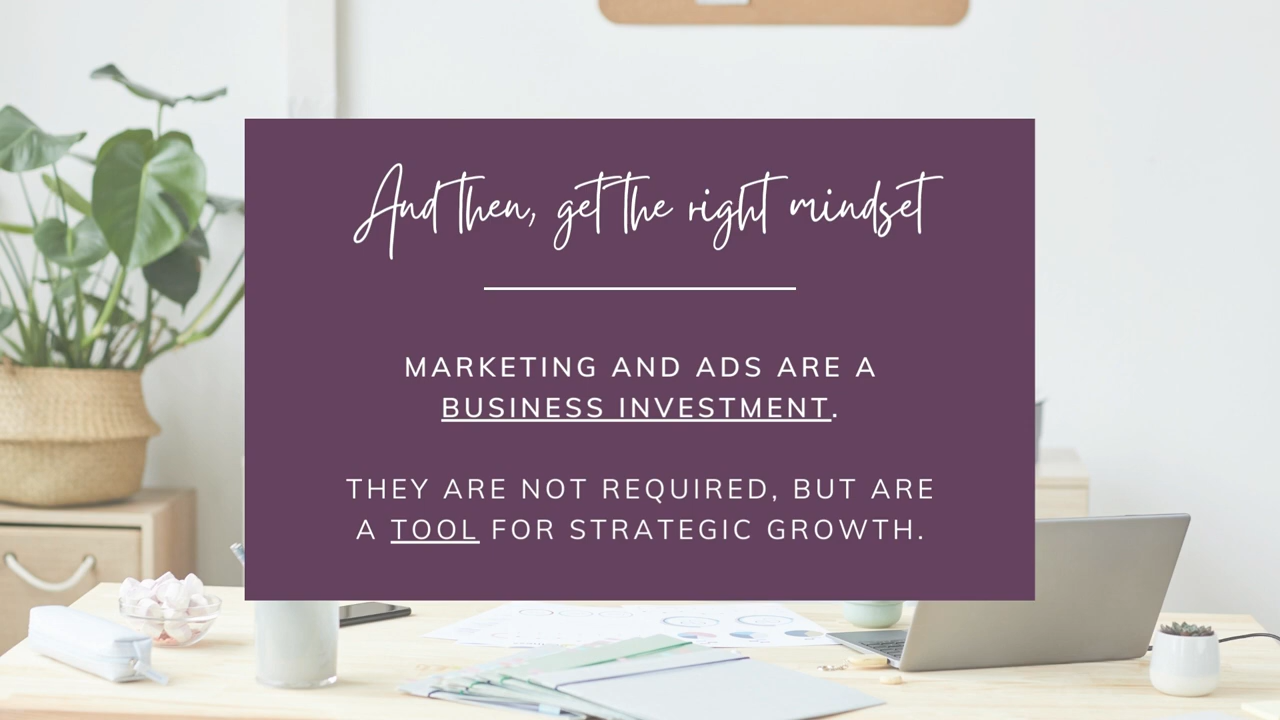 And then, get the right mindset
MARKETING AND ADS ARE A
BUSINESS INVESTMENT.
THEY ARE NOT REQUIRED, BUT ARE
A TOOL FOR STRATEGIC GROWTH.